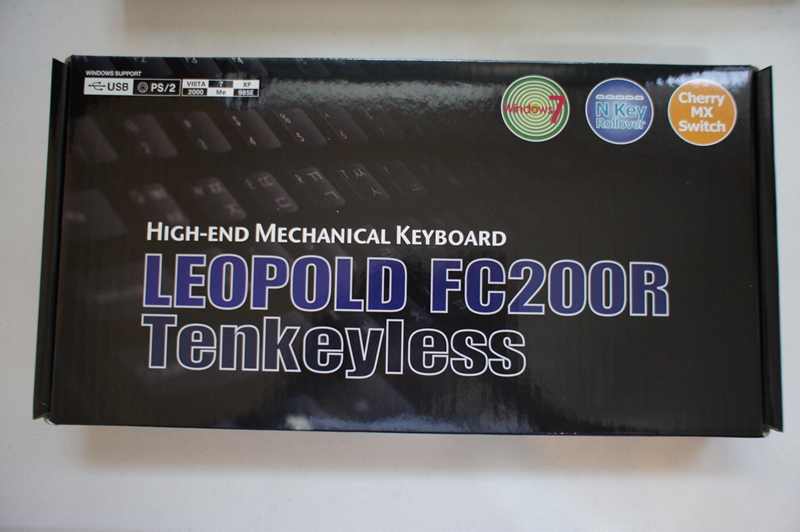 WINDOWS SUPPORT
USB PS/2 VISTA 7 XP
2000 Me 98SE
Windows 7
N Key
Rollover
Cherry
MX
Switch
HIGH-END MECHANICAL KEYBOARD
LEOPOLD FC200R
Tenkeyless